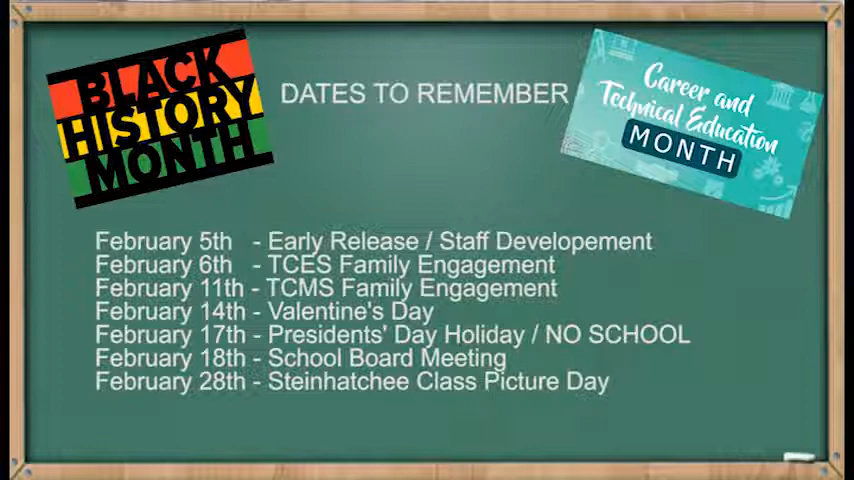 BLACK
HISTORY
MONTH
DATES TO REMEMBER
Career and
Technical Education
MONTH
February 5th - Early Release / Staff Developement
February 6th - TCES Family Engagement
February 11th - TCMS Family Engagement
February 14th - Valentine's Day
February 17th - Presidents' Day Holiday / NO SCHOOL
February 18th - School Board Meeting
February 28th - Steinhatchee Class Picture Day